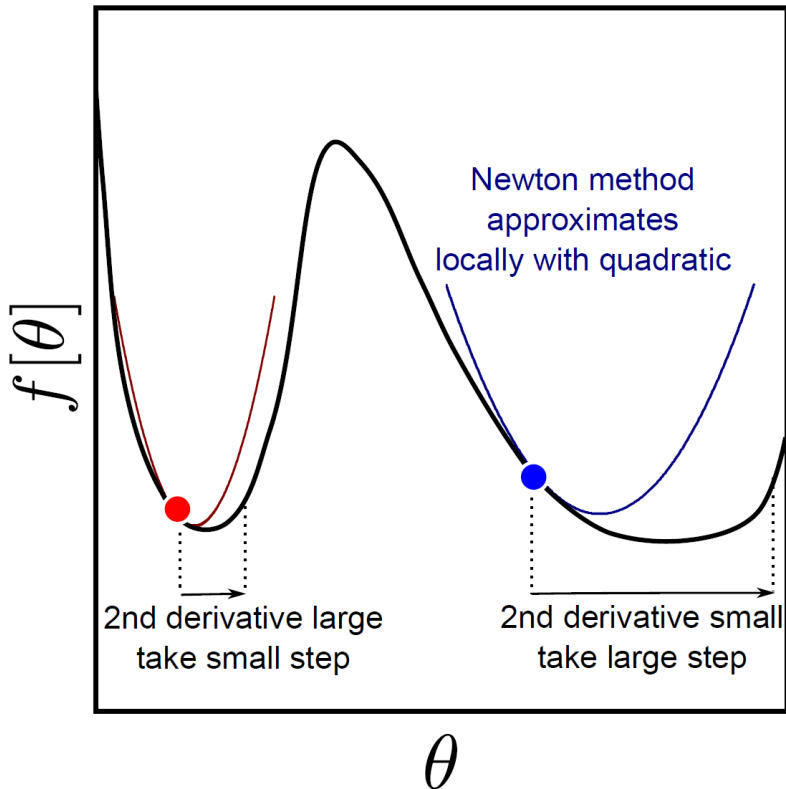 Newton method
approximates
locally with quadratic
f[θ]
2nd derivative large
take small step
2nd derivative small
take large step
θ